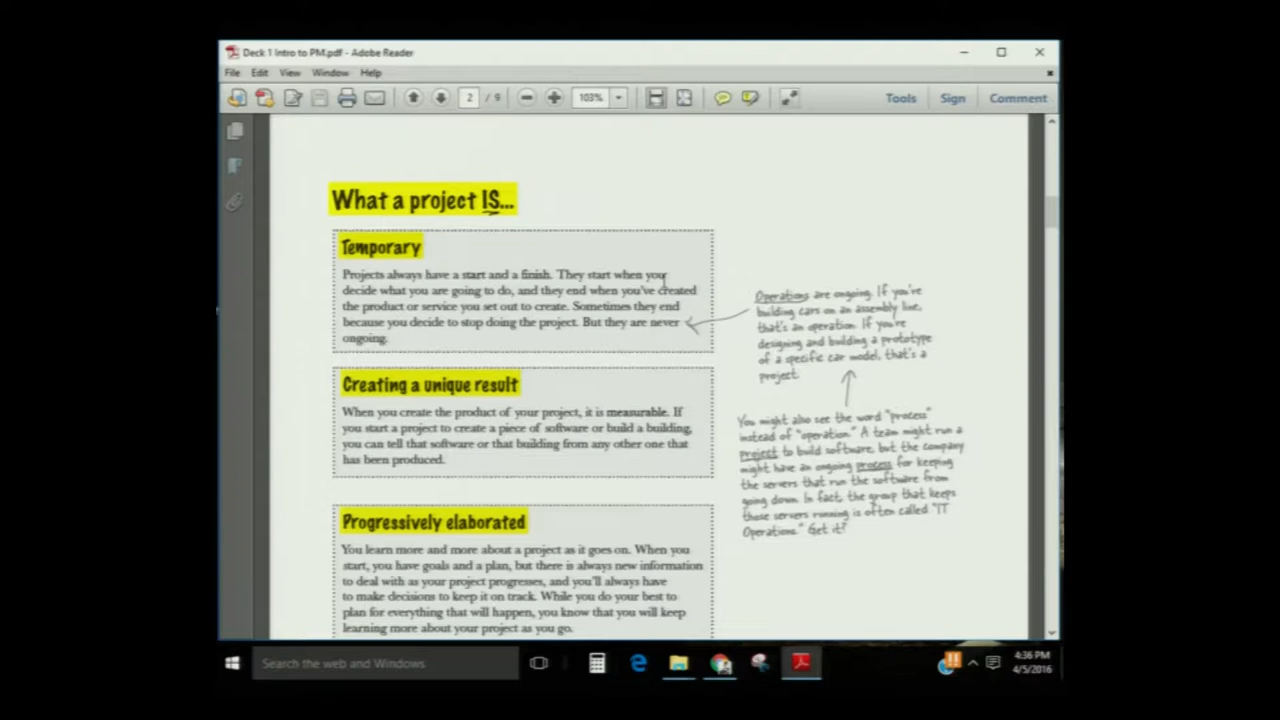 Deck 1 Intro to PM.pdf - Adobe Reader
File Edit View Window Help
2 / 9 103% Tools Sign Comment
What a project IS...
Temporary
Projects always have a start and a finish. They start when you
decide what you are going to do, and they end when you've created
the product or service you set out to create. Sometimes they end
because you decide to stop doing the project. But they are never
ongoing.
Operations are ongoing. If you're
building cars on an assembly line,
that's an operation. If you're
designing and building a prototype
of a specific car model, that's a
project.
Creating a unique result
When you create the product of your project, it is measurable. If
you start a project to create a piece of software or build a building,
you can tell that software or that building from any other one that
has been produced.
You might also see the word "process"
instead of "operation." A team might run a
project to build software, but the company
might have an ongoing process for keeping
the servers that run the software from
going down. In fact, the group that keeps
those servers running is often called "IT
Operations." Get it?
Progressively elaborated
You learn more and more about a project as it goes on. When you
start, you have goals and a plan, but there is always new information
to deal with as your project progresses, and you'll always have
to make decisions to keep it on track. While you do your best to
plan for everything that will happen, you know that you will keep
learning more about your project as you go.
Search the web and Windows
4:36 PM
4/5/2016